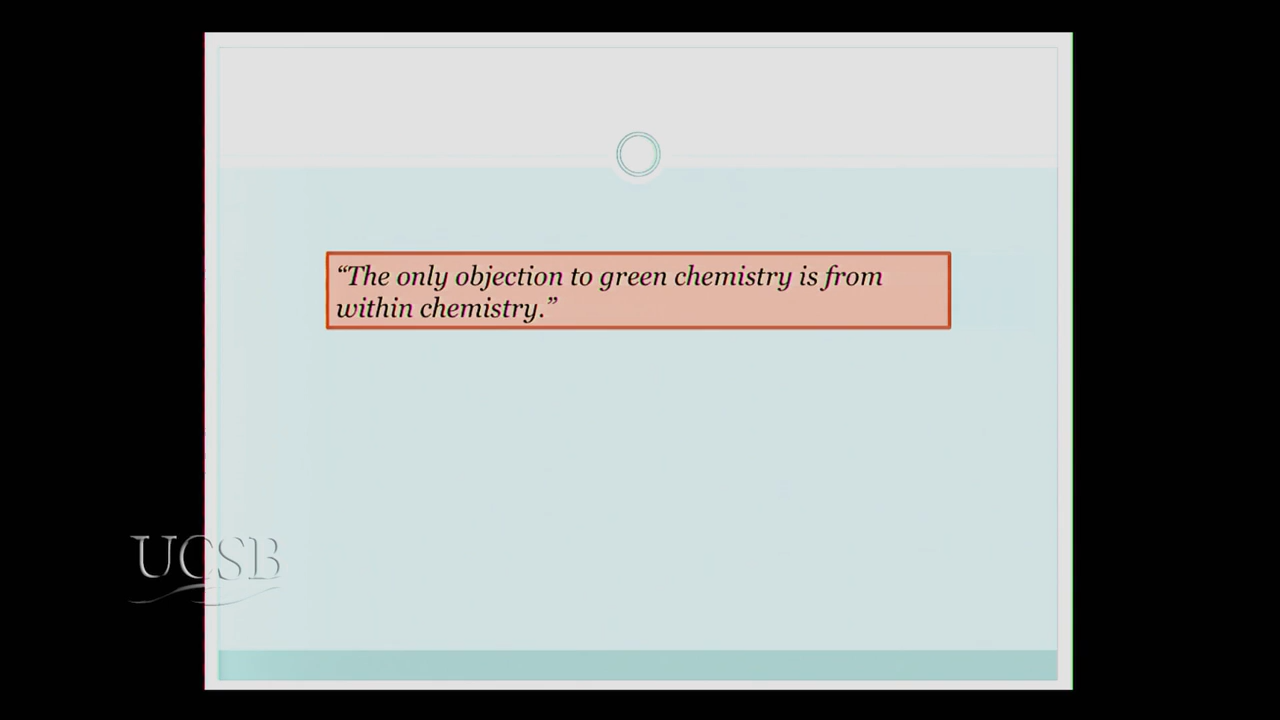 “The only objection to green chemistry is from
within chemistry.”
UCSB